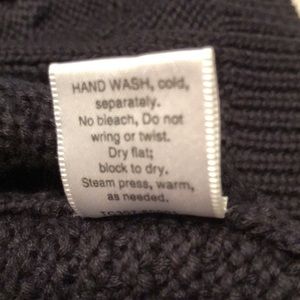 HAND WASH, cold,
separately.
No bleach, Do not
wring or twist.
Dry flat;
block to dry.
Steam press, warm,
as needed.